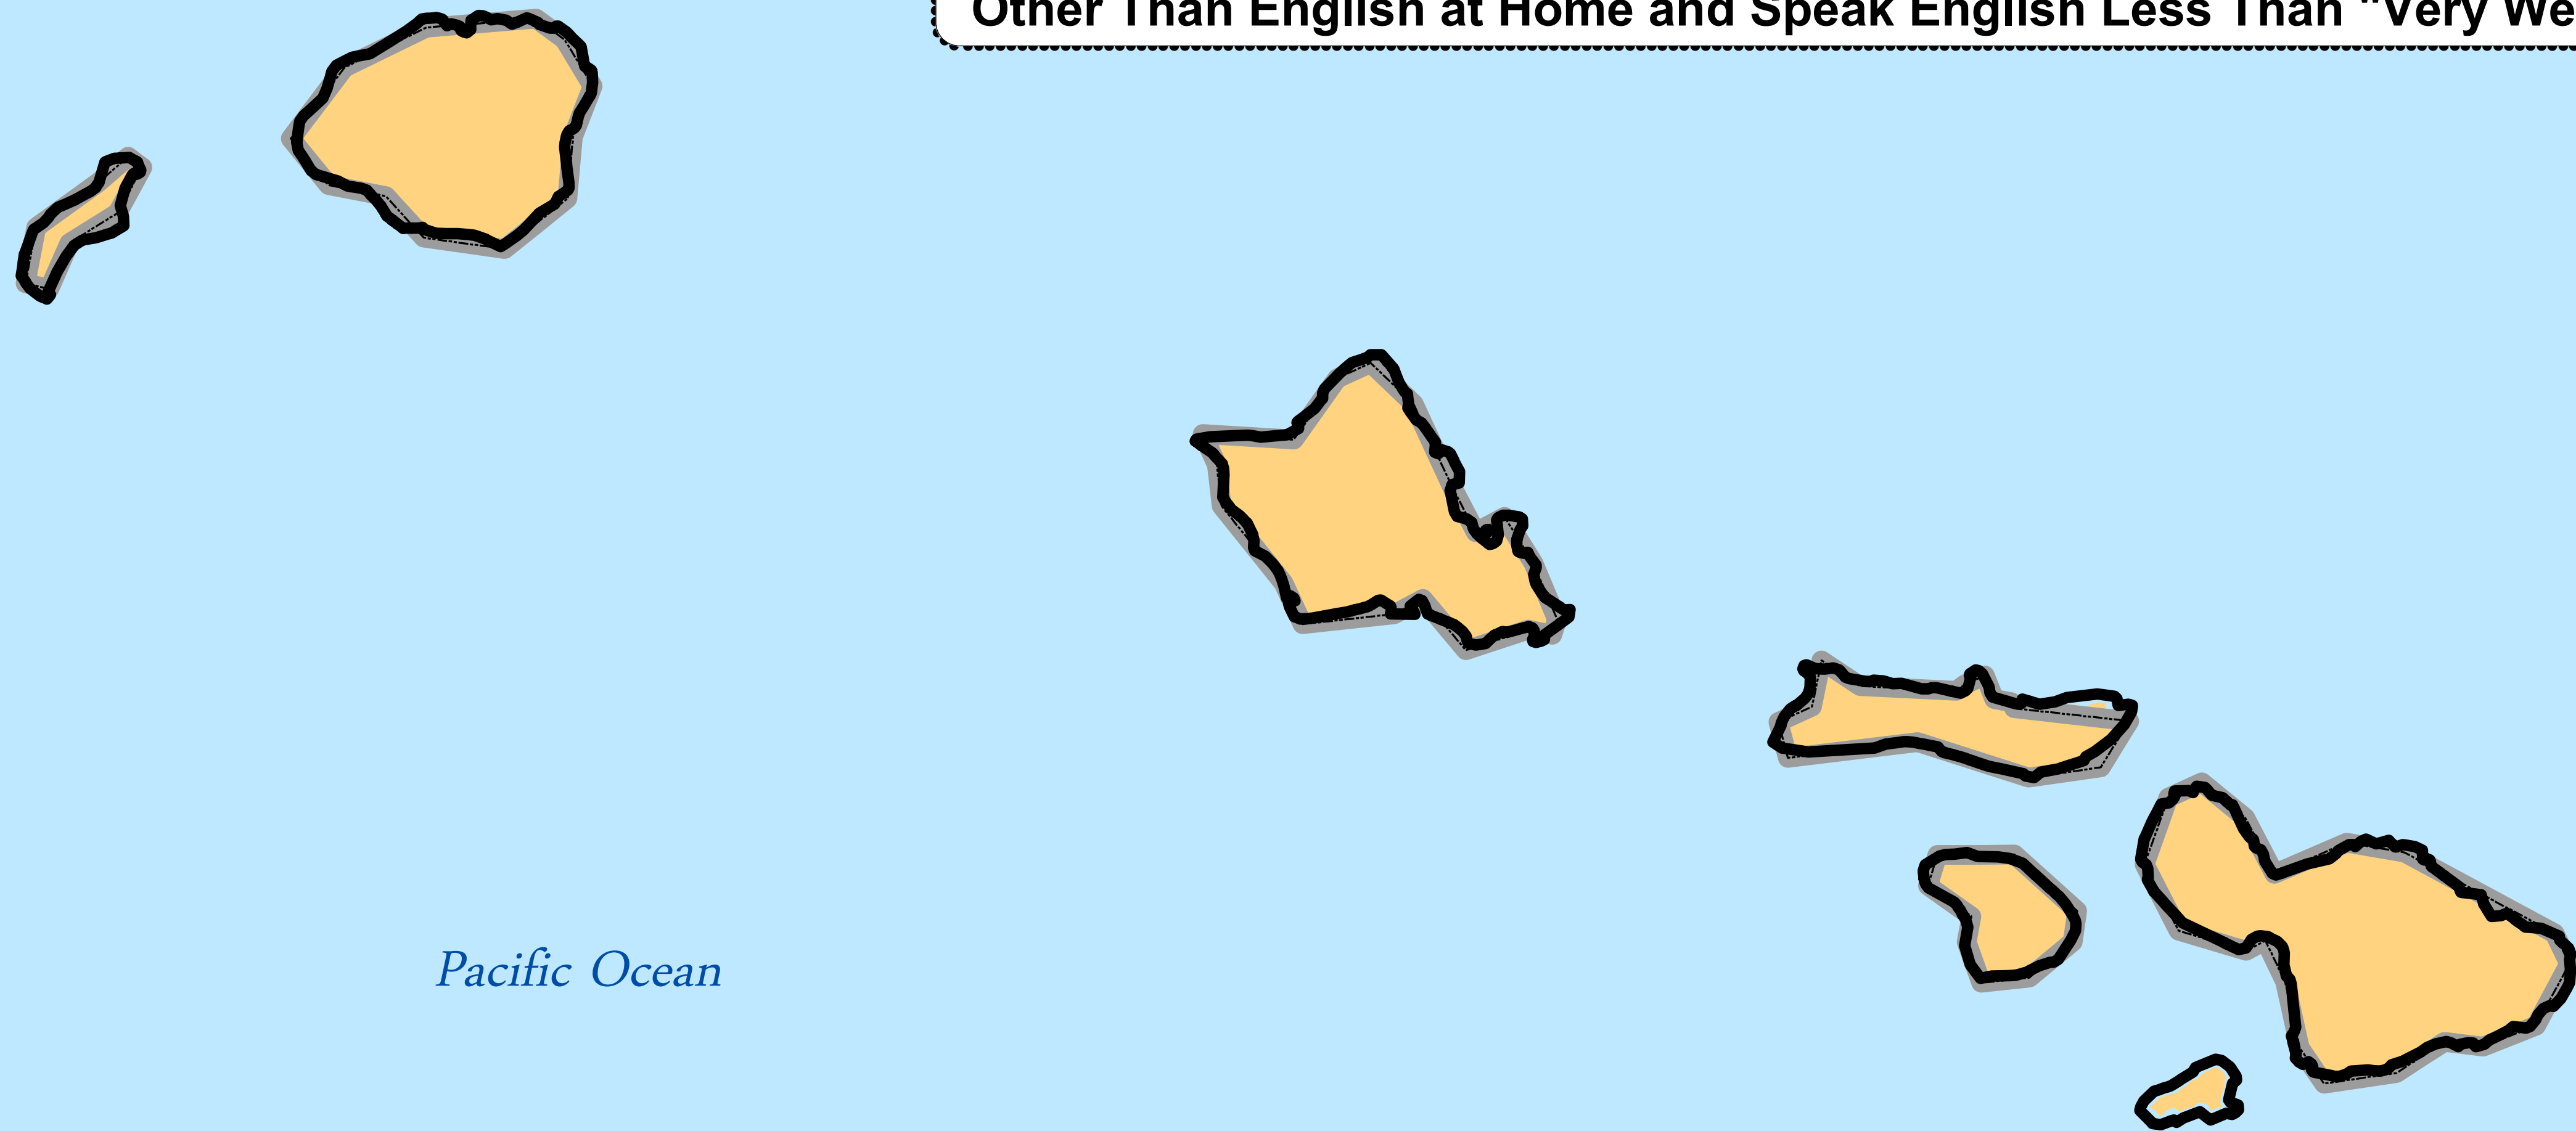 Other Than English at Home and Speak English Less Than "Very We
Pacific Ocean